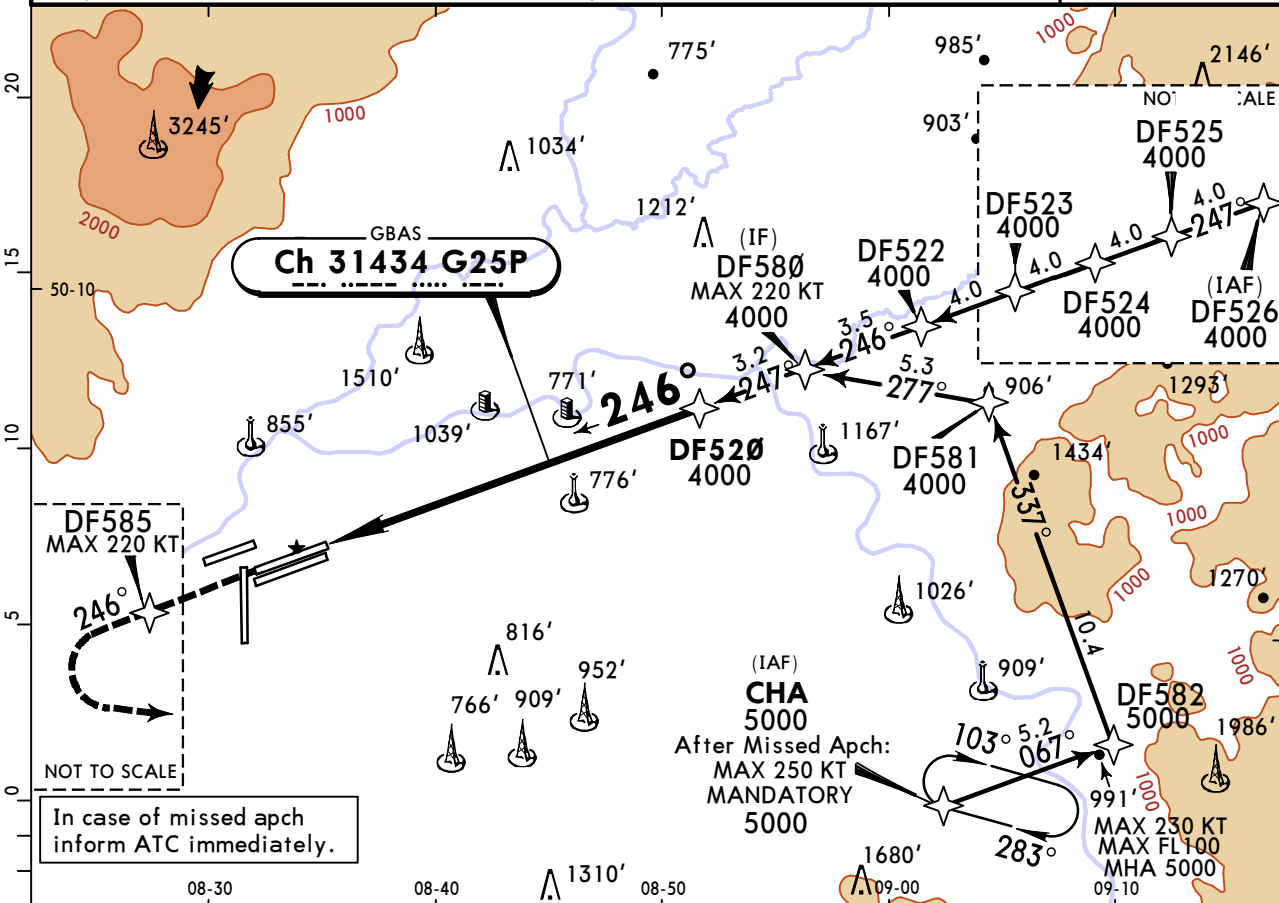 775'
985'
1000
2146'
20
3245'
1000
903'
NOT
CALE
DF525
4000
1034'
2000
1212'
DF523
4000
4.0
247°
GBAS
Ch 31434 G25P
(IF)
DF580
MAX 220 KT
4000
DF522
4000
4.0
4.0
15
50-10
(IAF)
DF526
4000
DF524
4000
4.0
3.5
246°
1510'
3.2
247°
5.3
277°
906'
1293'
771'
246°
855'
1039'
10
DF520
4000
1167'
DF581
4000
1434'
1000
776'
337°
1000
DF585
MAX 220 KT
246°
1026'
1000
1270'
5
816'
10.4
952'
766'
909'
(IAF)
CHA
5000
909'
1000
DF582
5000
1986'
After Missed Apch:
MAX 250 KT
MANDATORY
5000
103°
5.2
067°
NOT TO SCALE
0
991'
1000
In case of missed apch
inform ATC immediately.
283°
MAX 230 KT
MAX FL100
MHA 5000
1310'
1680'
08-30
08-40
08-50
09-00
09-10